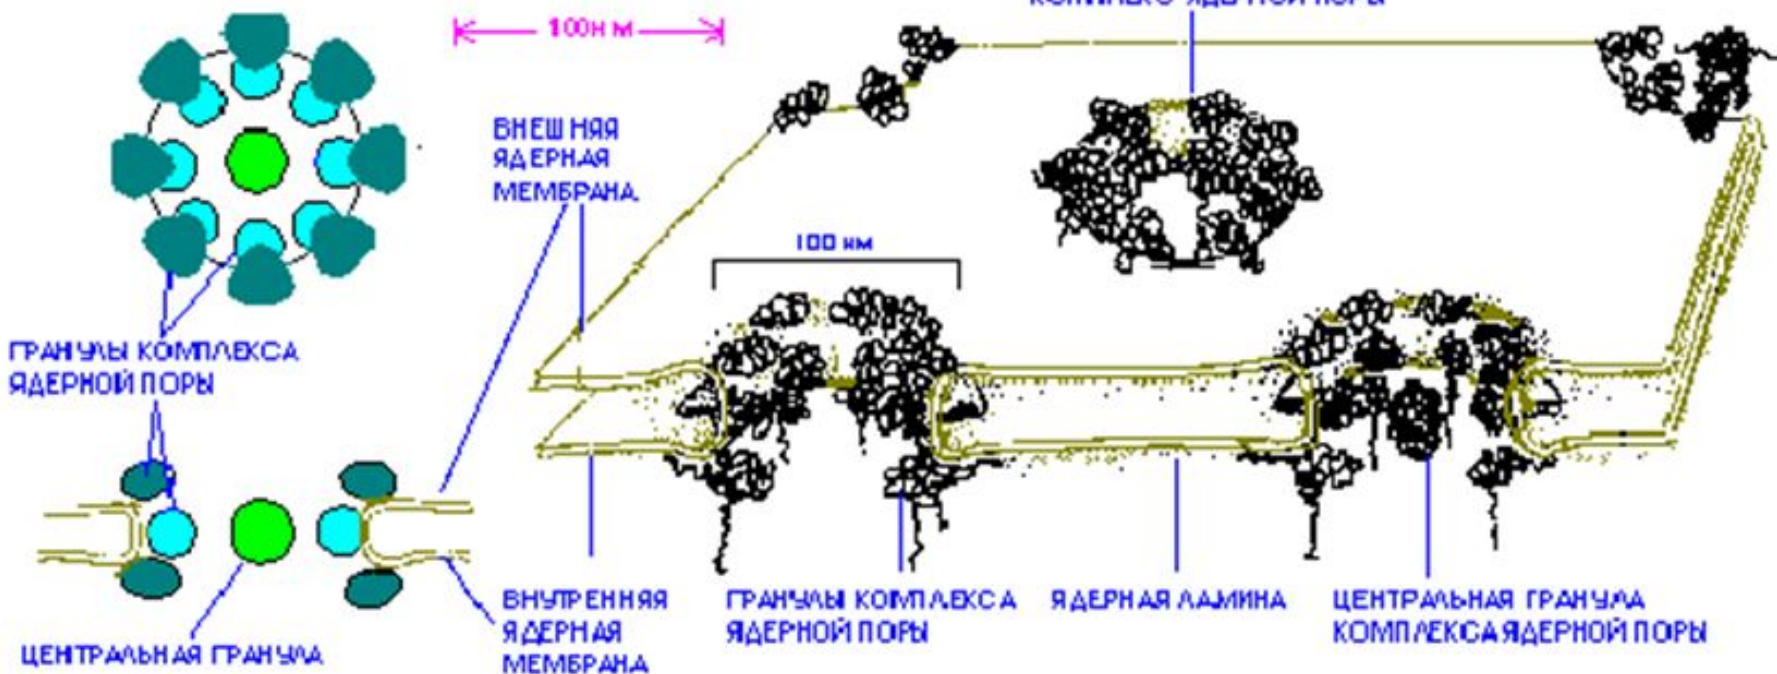 100н м
ВНЕШНЯЯ
ЯДЕРНАЯ
МЕМБРАНА
100 нм
ГРАНУЛЫ КОМПЛЕКСА
ЯДЕРНОЙ ПОРЫ
ЦЕНТРАЛЬНАЯ ГРАНУЛА
ВНУТРЕННЯЯ
ЯДЕРНАЯ
МЕМБРАНА
ГРАНУЛЫ КОМПЛЕКСА
ЯДЕРНОЙ ПОРЫ
ЯДЕРНАЯ ЛАМИНА
ЦЕНТРАЛЬНАЯ ГРАНУЛА
КОМПЛЕКСА ЯДЕРНОЙ ПОРЫ